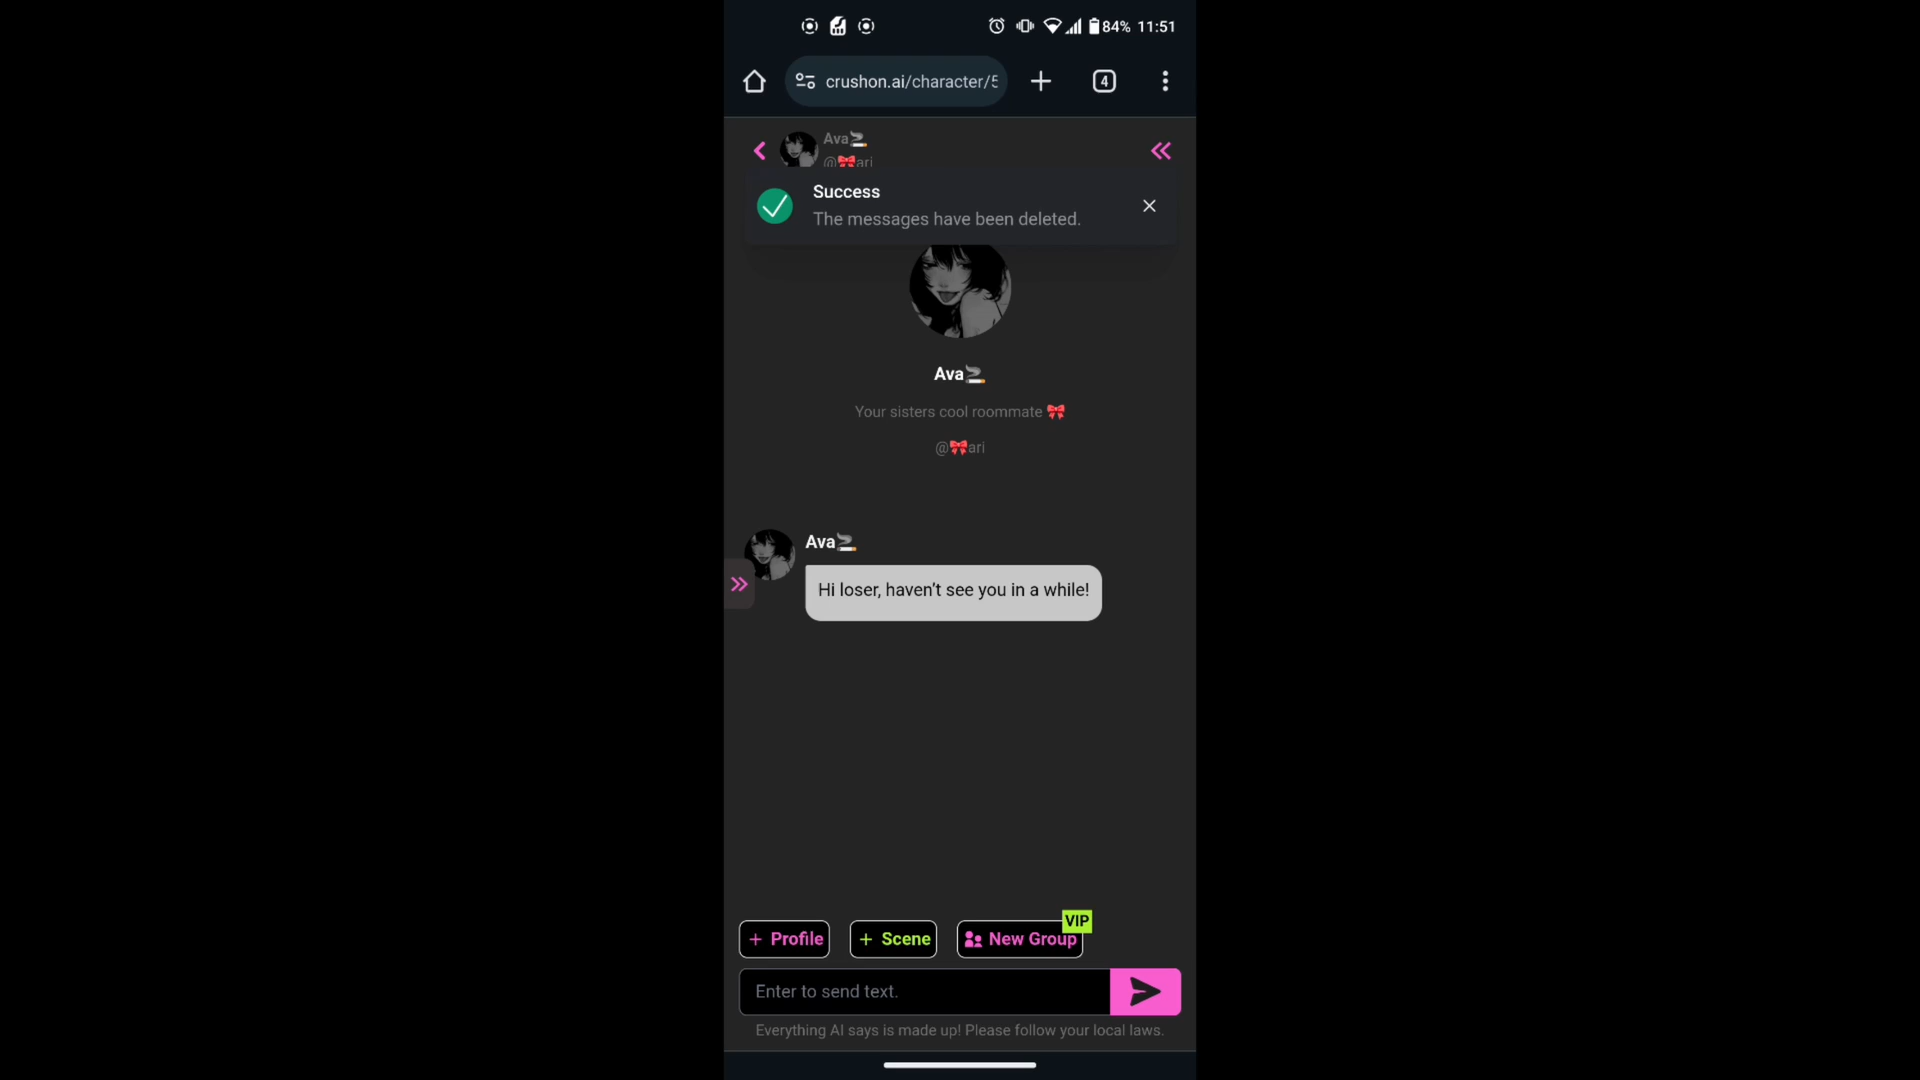 84% 11:51
crushon.ai/character/5
4
Ava🚬
@🎀ari
Success
The messages have been deleted.
Ava🚬
Your sisters cool roommate 🎀
@🎀ari
Ava🚬
Hi loser, haven’t see you in a while!
VIP
+ Profile + Scene New Group
Enter to send text.
Everything AI says is made up! Please follow your local laws.